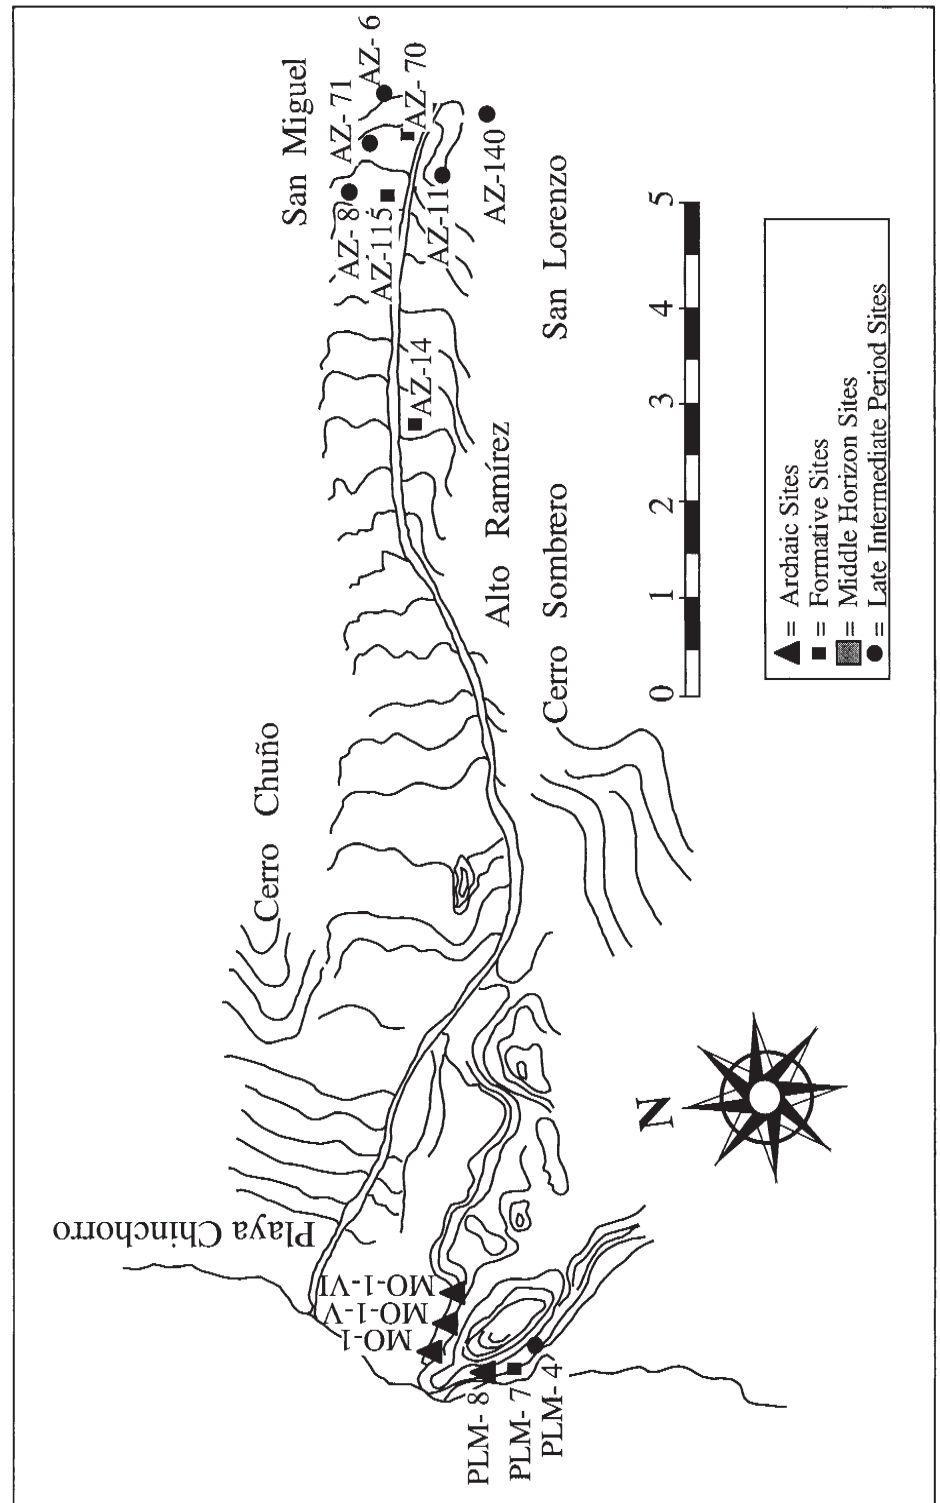 San Miguel
AZ- 6
AZ- 71
AZ- 70
AZ- 8
AZ-115
AZ-11
AZ-140
AZ-14
San Lorenzo
Alto Ramírez
Cerro Sombrero
Cerro Chuño
Playa Chinchorro
MO-1-VI
MO-1-V
MO-1
PLM- 8
PLM- 7
PLM- 4
N
0 1 2 3 4 5
= Archaic Sites
= Formative Sites
= Middle Horizon Sites
= Late Intermediate Period Sites